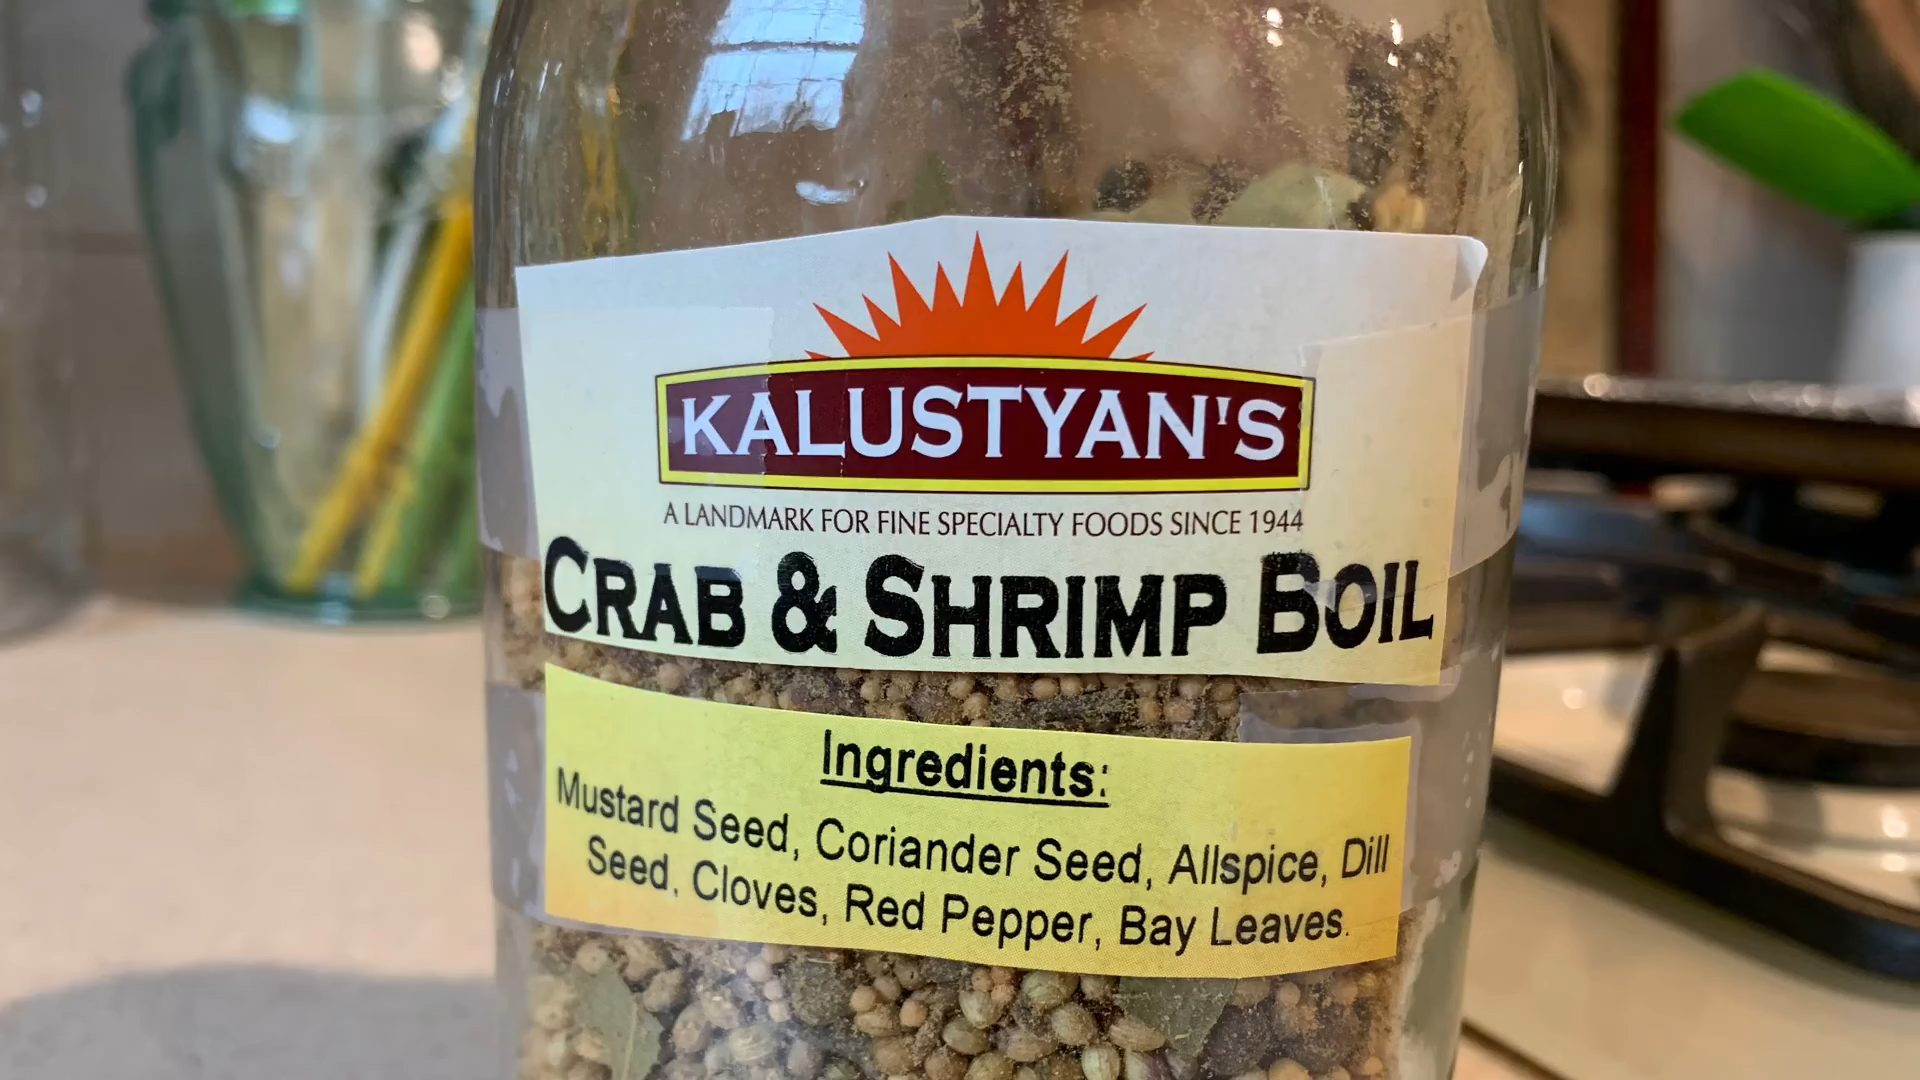 KALUSTYAN'S
A LANDMARK FOR FINE SPECIALTY FOODS SINCE 1944
CRAB & SHRIMP BOIL
Ingredients:
Mustard Seed, Coriander Seed, Allspice, Dill
Seed, Cloves, Red Pepper, Bay Leaves.